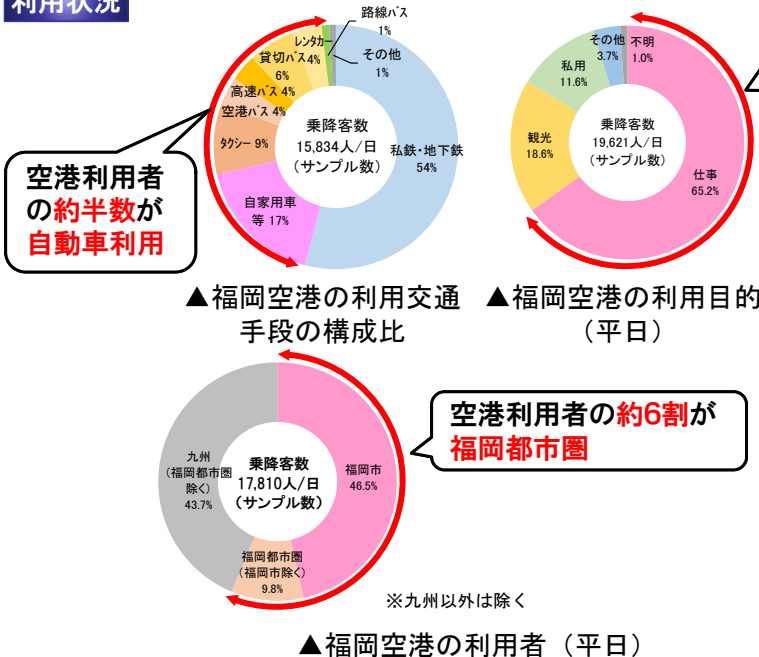 利用状況
路線バス
1%
その他
1%
レンタカー
4%
貸切バス
6%
高速バス 4%
空港バス 4%
タクシー 9%
自家用車
等 17%
私鉄・地下鉄
54%
乗降客数
15,834人/日
(サンプル数)
空港利用者
の約半数が
自動車利用
▲福岡空港の利用交通
手段の構成比
その他
3.7%
不明
1.0%
私用
11.6%
観光
18.6%
仕事
65.2%
乗降客数
19,621人/日
(サンプル数)
▲福岡空港の利用目的
（平日）
九州
(福岡都市圏
除く)
43.7%
乗降客数
17,810人/日
(サンプル数)
福岡市
46.5%
福岡都市圏
(福岡市除く)
9.8%
空港利用者の約6割が
福岡都市圏
※九州以外は除く
▲福岡空港の利用者（平日）